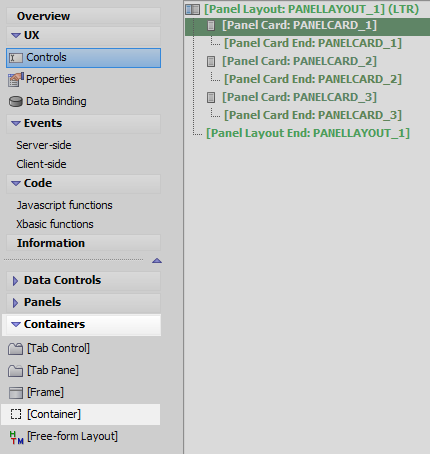 Overview
UX
Controls
Properties
Data Binding
Events
Server-side
Client-side
Code
Javascript functions
Xbasic functions
Information
Data Controls
Panels
Containers
[Tab Control]
[Tab Pane]
[Frame]
[Container]
[Free-form Layout]
[Panel Layout: PANELLAYOUT_1] (LTR)
[Panel Card: PANELCARD_1]
[Panel Card End: PANELCARD_1]
[Panel Card: PANELCARD_2]
[Panel Card End: PANELCARD_2]
[Panel Card: PANELCARD_3]
[Panel Card End: PANELCARD_3]
[Panel Layout End: PANELLAYOUT_1]